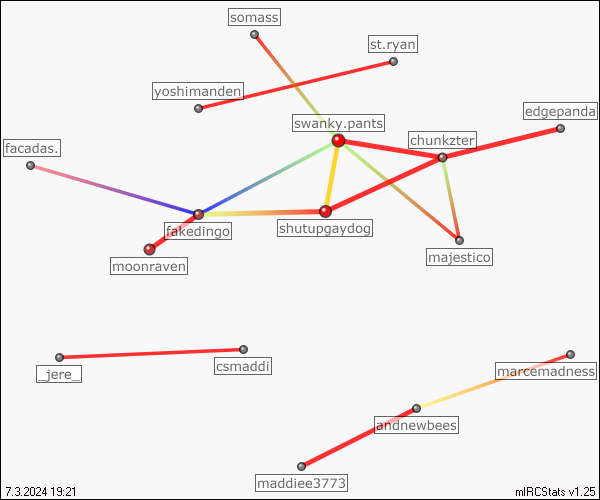 somass
st.ryan
yoshimanden
edgepanda
swanky.pants
chunkzter
facadas.
fakedingo
shutupgaydog
moonraven
majestico
_jere_
csmaddi
marcemadness
andnewbees
maddiee3773
7.3.2024 19:21
mIRCStats v1.25